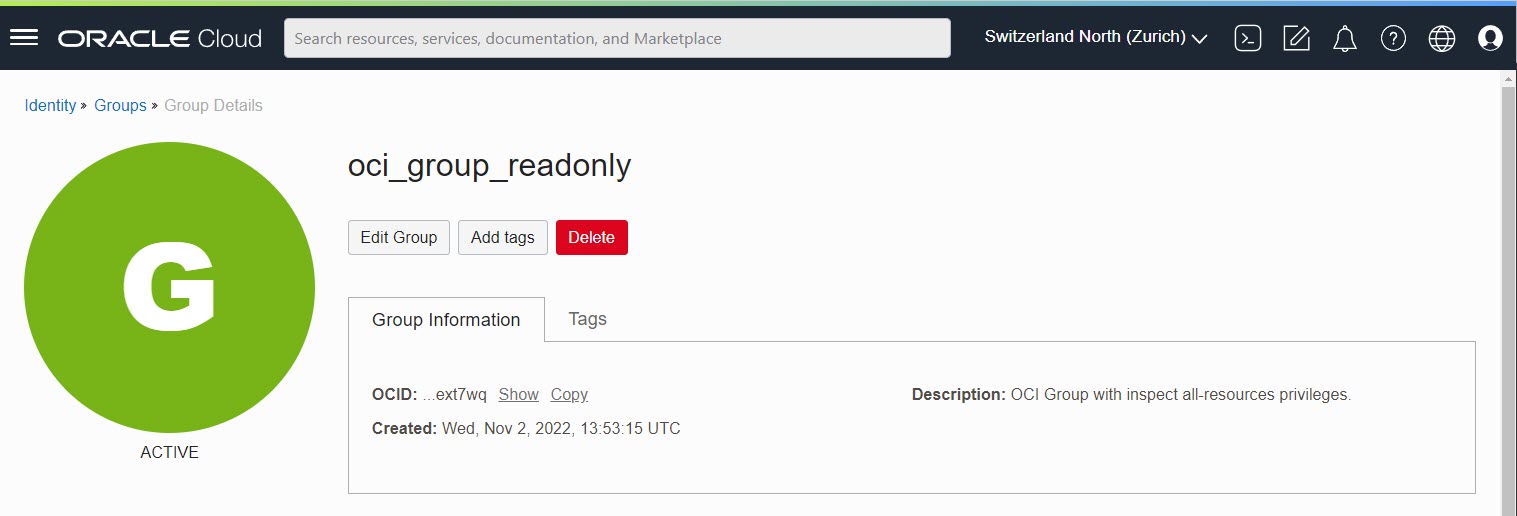 ORACLE Cloud
Search resources, services, documentation, and Marketplace
Switzerland North (Zurich)
Identity » Groups » Group Details
G
ACTIVE
oci_group_readonly
Edit Group Add tags Delete
Group Information Tags
OCID: ...ext7wq Show Copy
Description: OCI Group with inspect all-resources privileges.
Created: Wed, Nov 2, 2022, 13:53:15 UTC